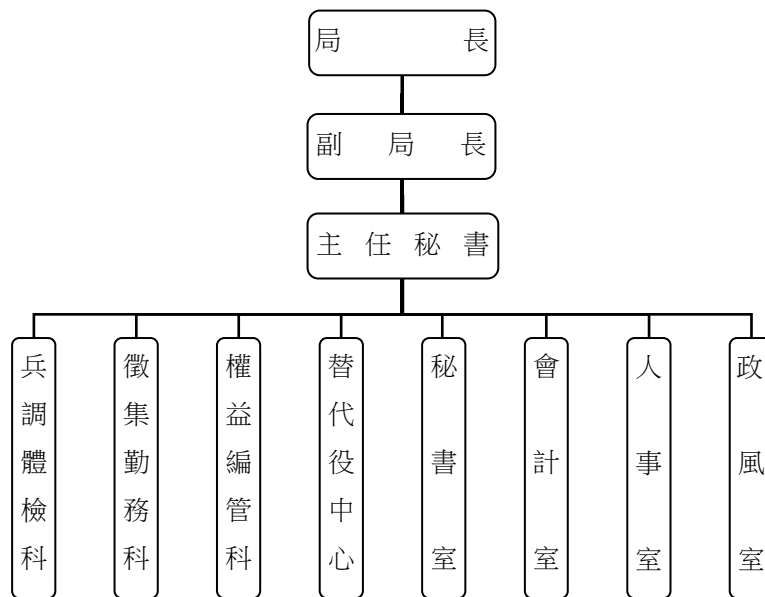 局長
副局長
主任秘書
兵調體檢科
徵集勤務科
權益編管科
替代役中心
秘書室
會計室
人事室
政風室